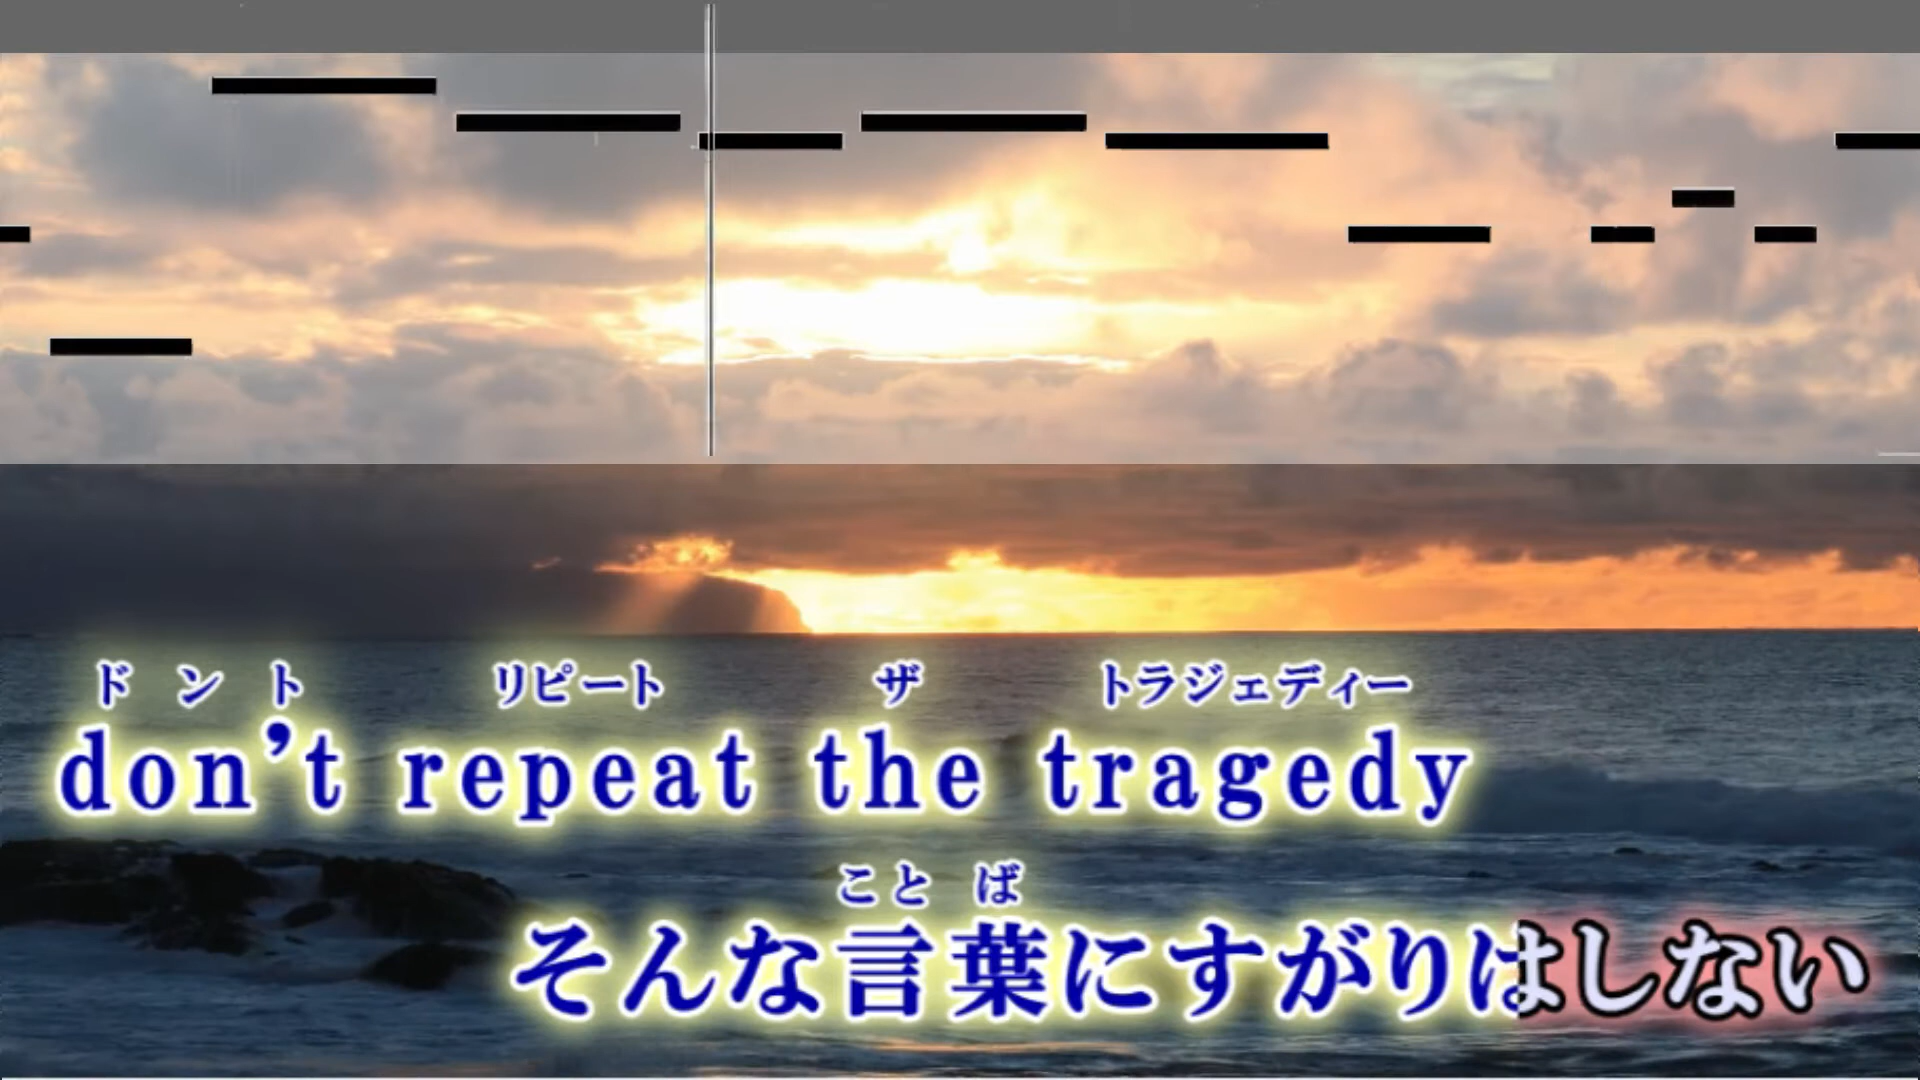 ドント リピート ザ トラジェディー
don't repeat the tragedy
ことば
そんな言葉にすがりはしない